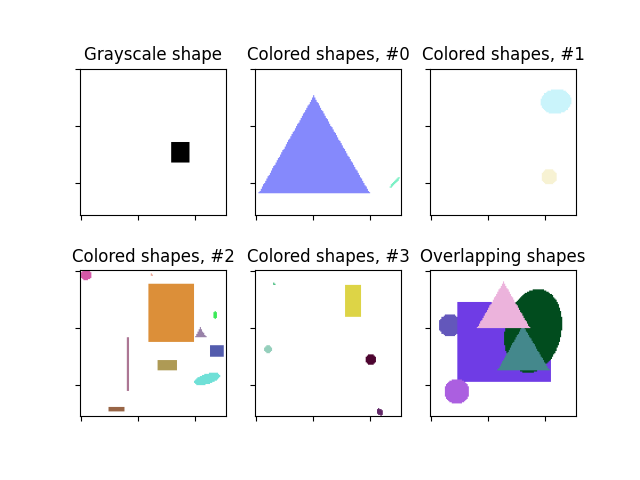 Grayscale shape
Colored shapes, #0
Colored shapes, #1
Colored shapes, #2
Colored shapes, #3
Overlapping shapes